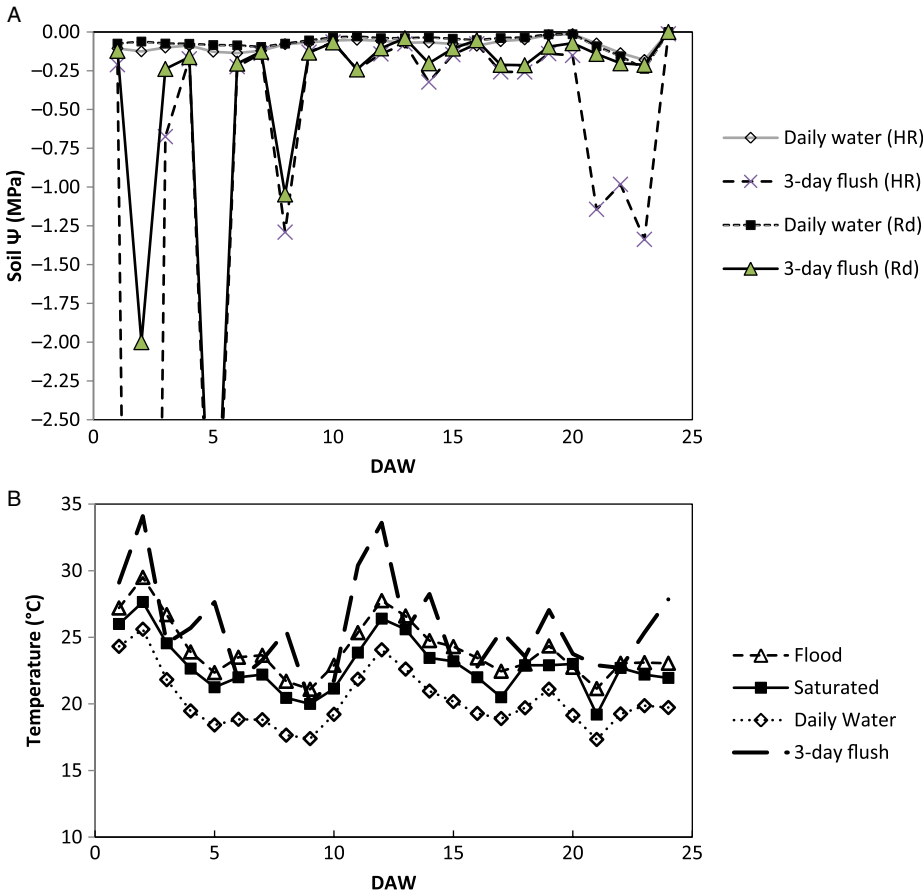 A
0.00
–0.25
–0.50
–0.75
–1.00
–1.25
–1.50
–1.75
–2.00
–2.25
–2.50
Soil Ψ (MPa)
0 5 10 15 20 25
DAW
Daily water (HR)
3-day flush (HR)
Daily water (Rd)
3-day flush (Rd)
B
35
30
25
20
15
10
Temperature (°C)
0 5 10 15 20 25
DAW
Flood
Saturated
Daily Water
3-day flush